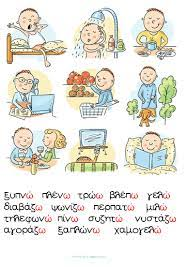 ξυπνώ πλένω τρώω βλέπω γελώ
διαβάζω ψωνίζω περπατώ μιλώ
τηλεφωνώ πίνω συζητώ νυστάζω
αγοράζω ξαπλώνω χαμογελώ